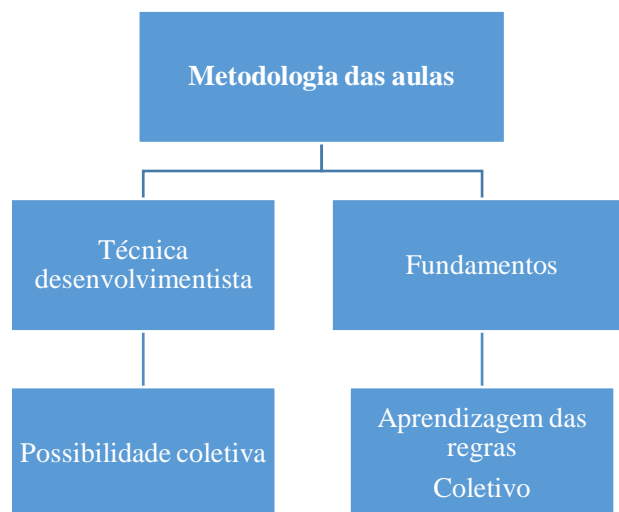 Metodologia das aulas
Técnica
desenvolvimentista
Fundamentos
Possibilidade coletiva
Aprendizagem das
regras
Coletivo